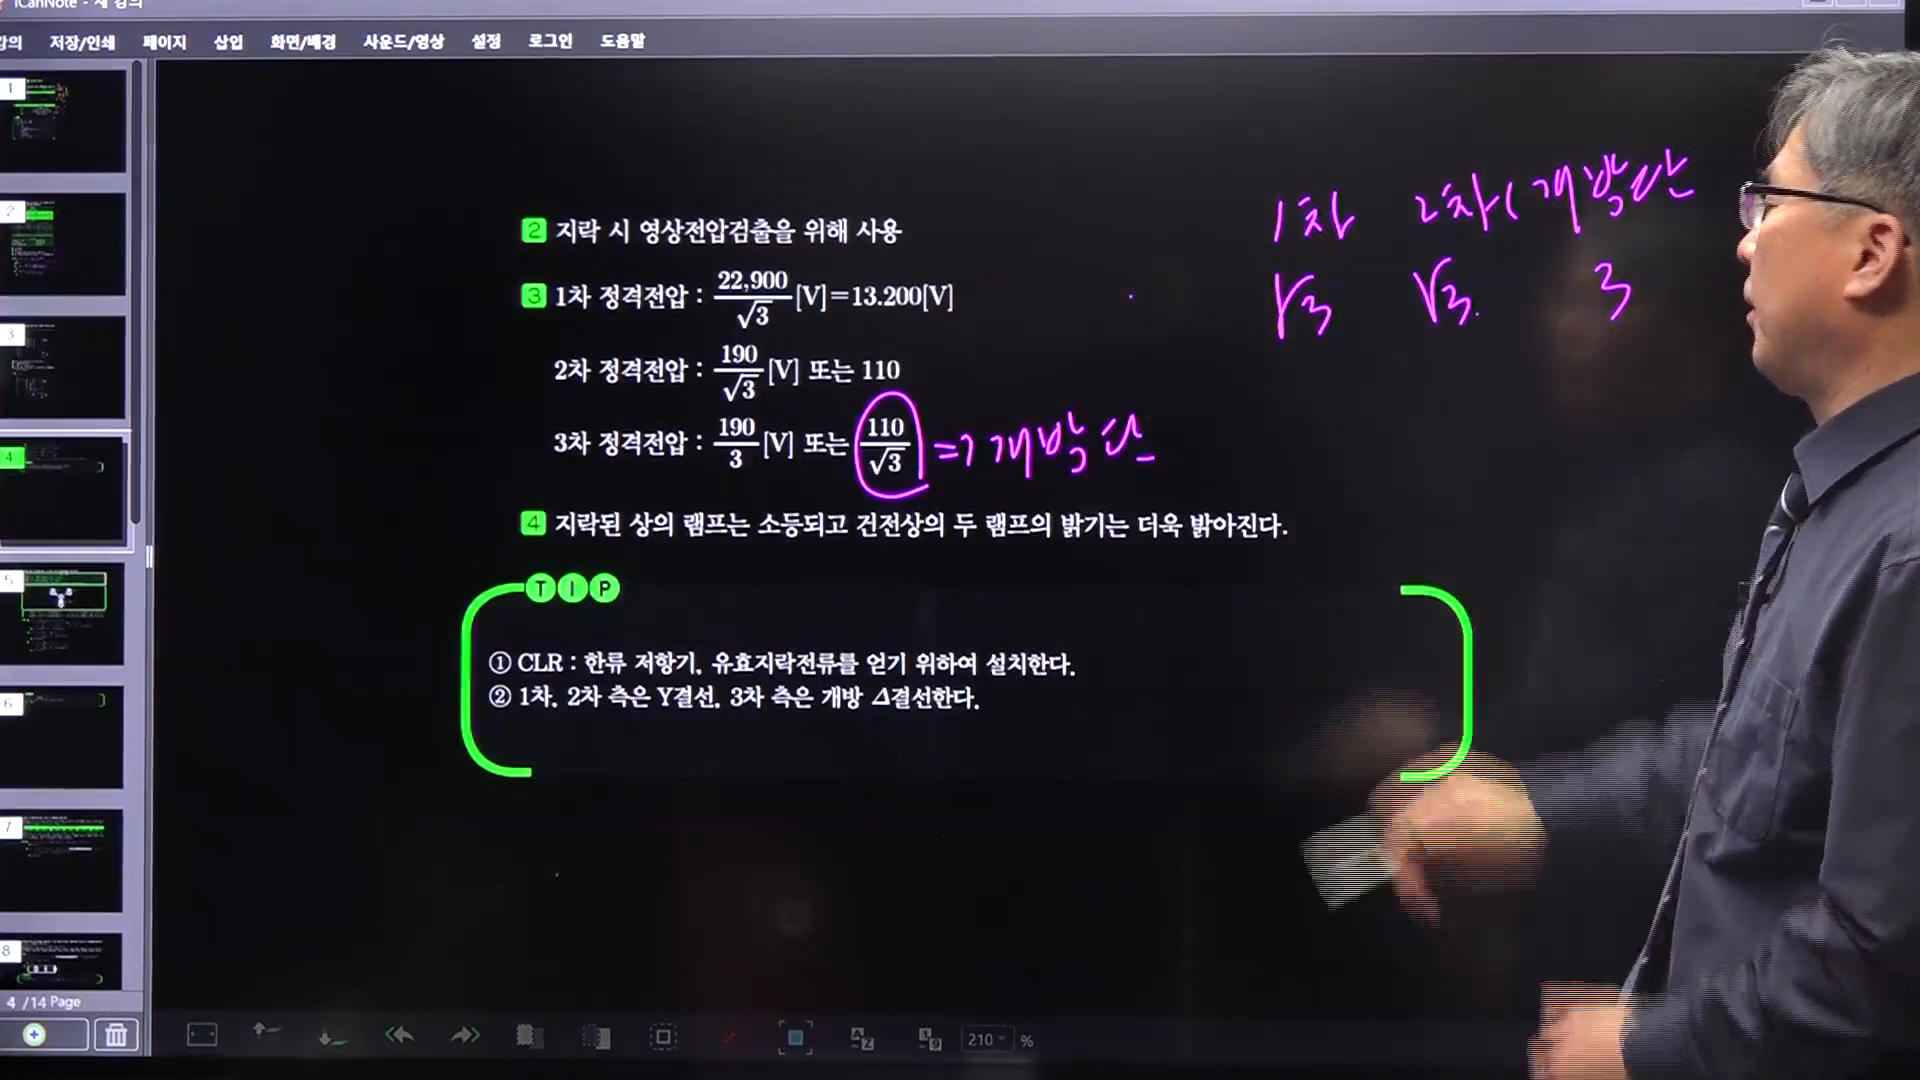 iCanNote - 새 강의
강의 저장/인쇄 페이지 삽입 화면/배경 사운드/영상 설정 로그인 도움말
1
2
3
4
5
6
7
8
4 /14 Page
1차 2차 개방단
√3 √3 3
2 지락 시 영상전압검출을 위해 사용
3 1차 정격전압 : 22,900/√3 [V]=13.200[V]
2차 정격전압 : 190/√3 [V] 또는 110
3차 정격전압 : 190/3 [V] 또는 110/√3 => 개방단
4 지락된 상의 램프는 소등되고 건전상의 두 램프의 밝기는 더욱 밝아진다.
TIP
① CLR : 한류 저항기, 유효지락전류를 얻기 위하여 설치한다.
② 1차, 2차 측은 Y결선, 3차 측은 개방 Δ결선한다.
210 %